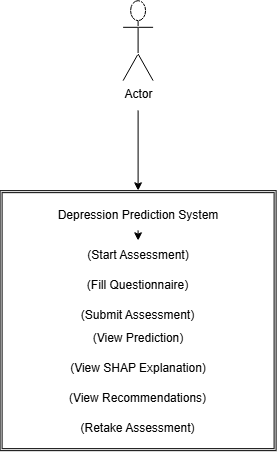 Actor
Depression Prediction System
(Start Assessment)
(Fill Questionnaire)
(Submit Assessment)
(View Prediction)
(View SHAP Explanation)
(View Recommendations)
(Retake Assessment)